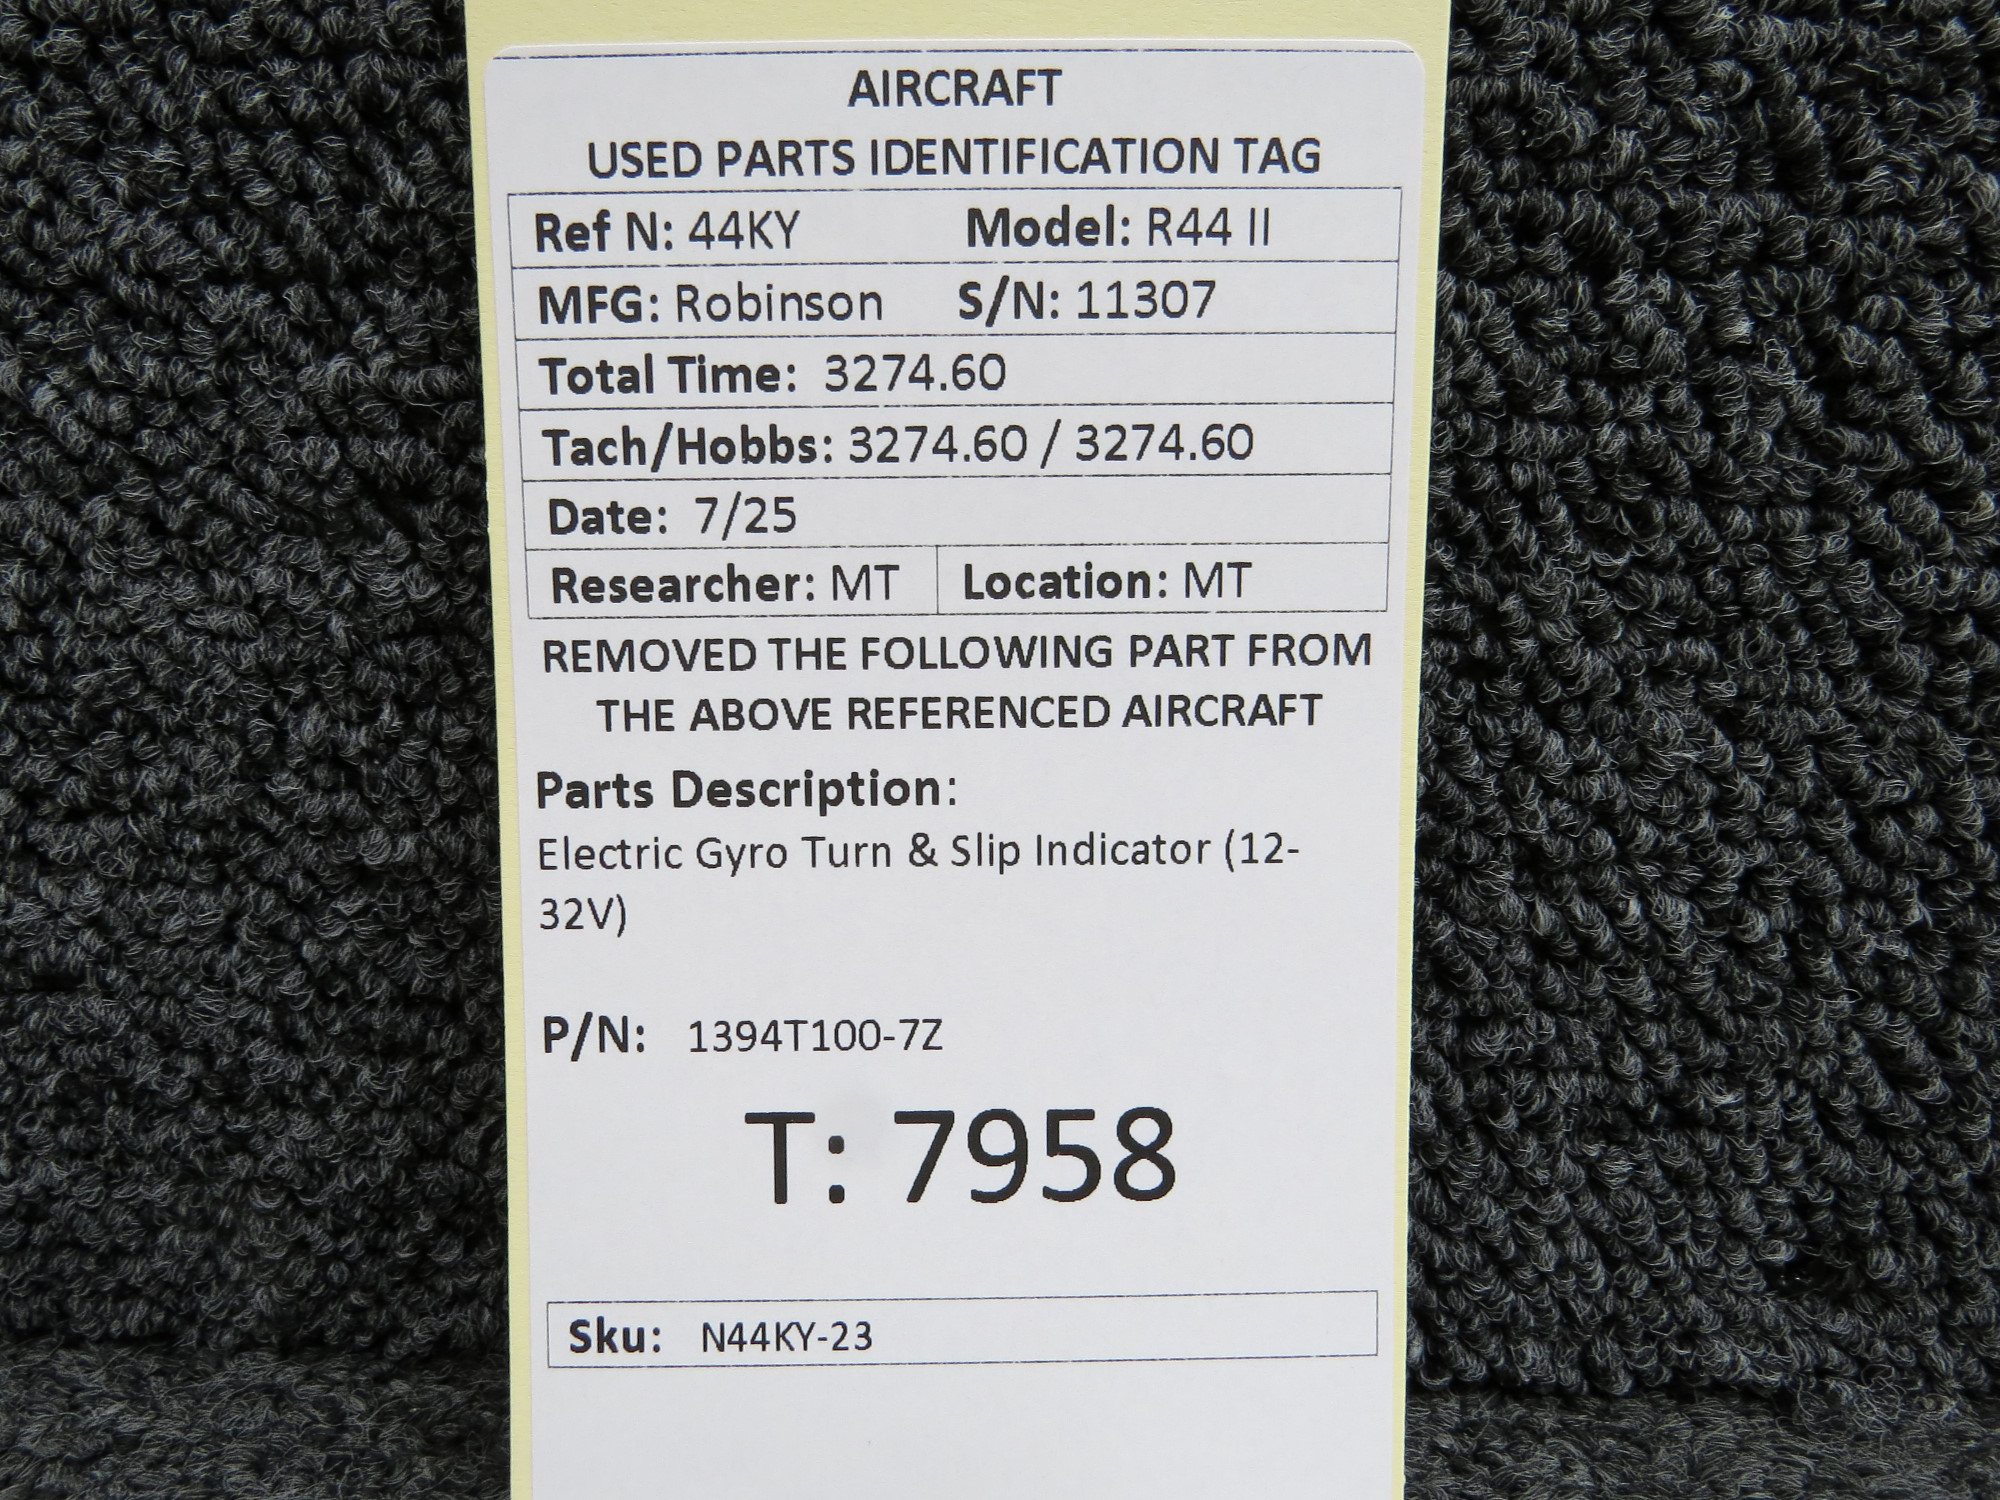 AIRCRAFT
USED PARTS IDENTIFICATION TAG
Ref N: 44KY Model: R44 II
MFG: Robinson S/N: 11307
Total Time: 3274.60
Tach/Hobbs: 3274.60 / 3274.60
Date: 7/25
Researcher: MT Location: MT
REMOVED THE FOLLOWING PART FROM
THE ABOVE REFERENCED AIRCRAFT
Parts Description:
Electric Gyro Turn & Slip Indicator (12-
32V)
P/N: 1394T100-7Z
T: 7958
Sku: N44KY-23